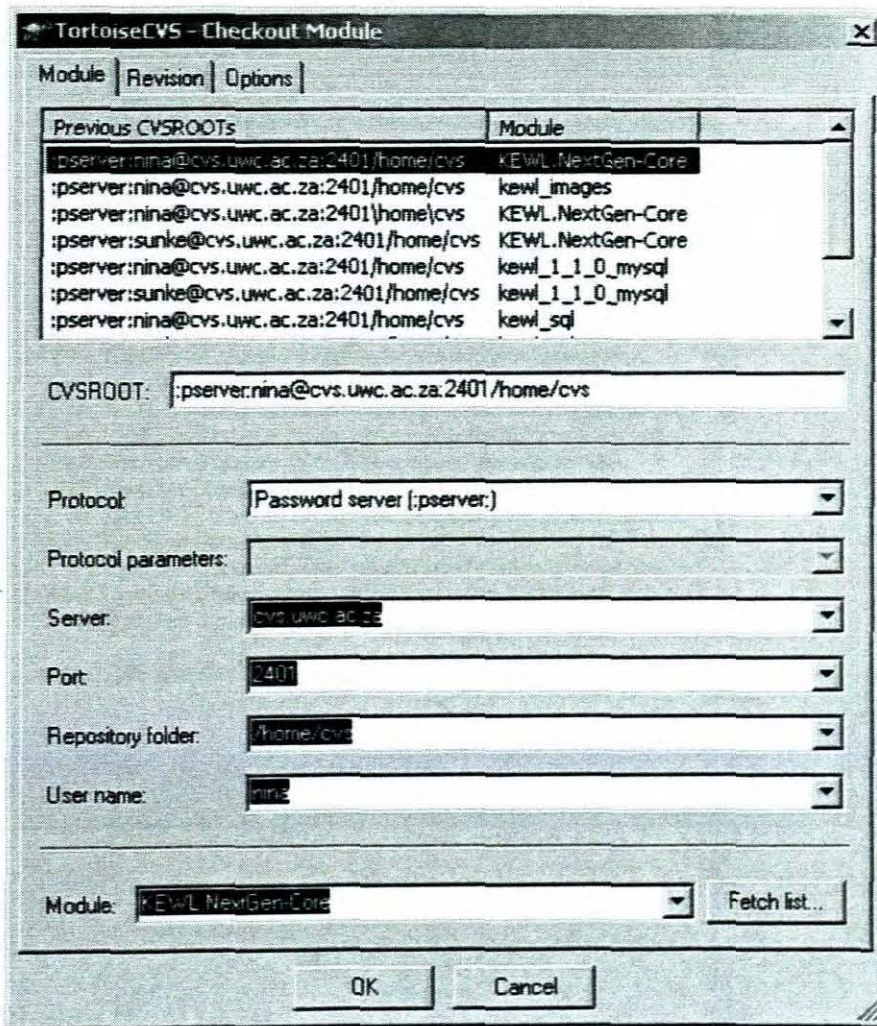 TortoiseCVS - Checkout Module
Module Revision Options
Previous CVSROOTs Module
:pserver:nina@cvs.uwc.ac.za:2401/home/cvs KEWL.NextGen-Core
:pserver:nina@cvs.uwc.ac.za:2401/home/cvs kewl_images
:pserver:nina@cvs.uwc.ac.za:2401\home\cvs KEWL.NextGen-Core
:pserver:sunke@cvs.uwc.ac.za:2401/home/cvs KEWL.NextGen-Core
:pserver:nina@cvs.uwc.ac.za:2401/home/cvs kewl_1_1_0_mysql
:pserver:sunke@cvs.uwc.ac.za:2401/home/cvs kewl_1_1_0_mysql
:pserver:nina@cvs.uwc.ac.za:2401/home/cvs kewl_sql
CVSROOT: :pserver:nina@cvs.uwc.ac.za:2401/home/cvs
Protocol: Password server (:pserver:)
Protocol parameters:
Server: cvs.uwc.ac.za
Port: 2401
Repository folder: /home/cvs
User name: nina
Module: KEWL.NextGen-Core Fetch list...
OK Cancel